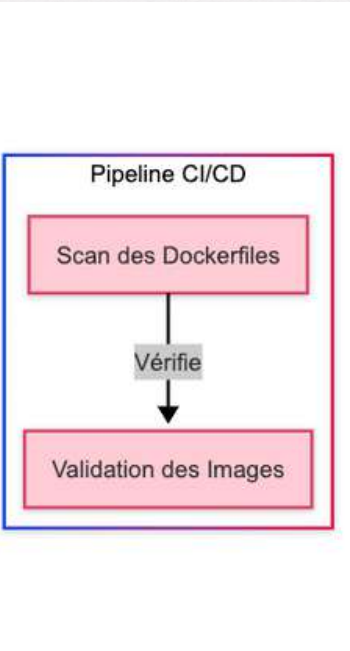 Pipeline CI/CD
Scan des Dockerfiles
Vérifie
Validation des Images